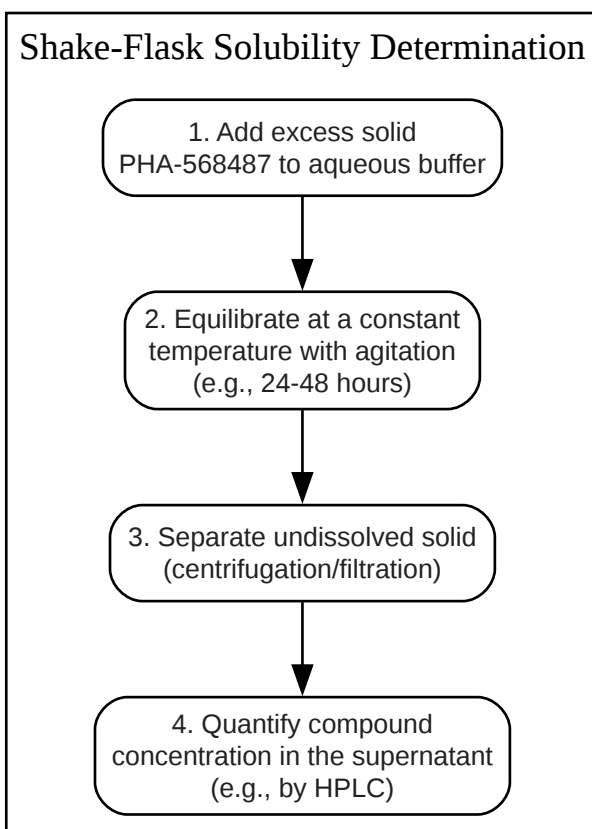 Shake-Flask Solubility Determination
1. Add excess solid
PHA-568487 to aqueous buffer
2. Equilibrate at a constant
temperature with agitation
(e.g., 24-48 hours)
3. Separate undissolved solid
(centrifugation/filtration)
4. Quantify compound
concentration in the supernatant
(e.g., by HPLC)